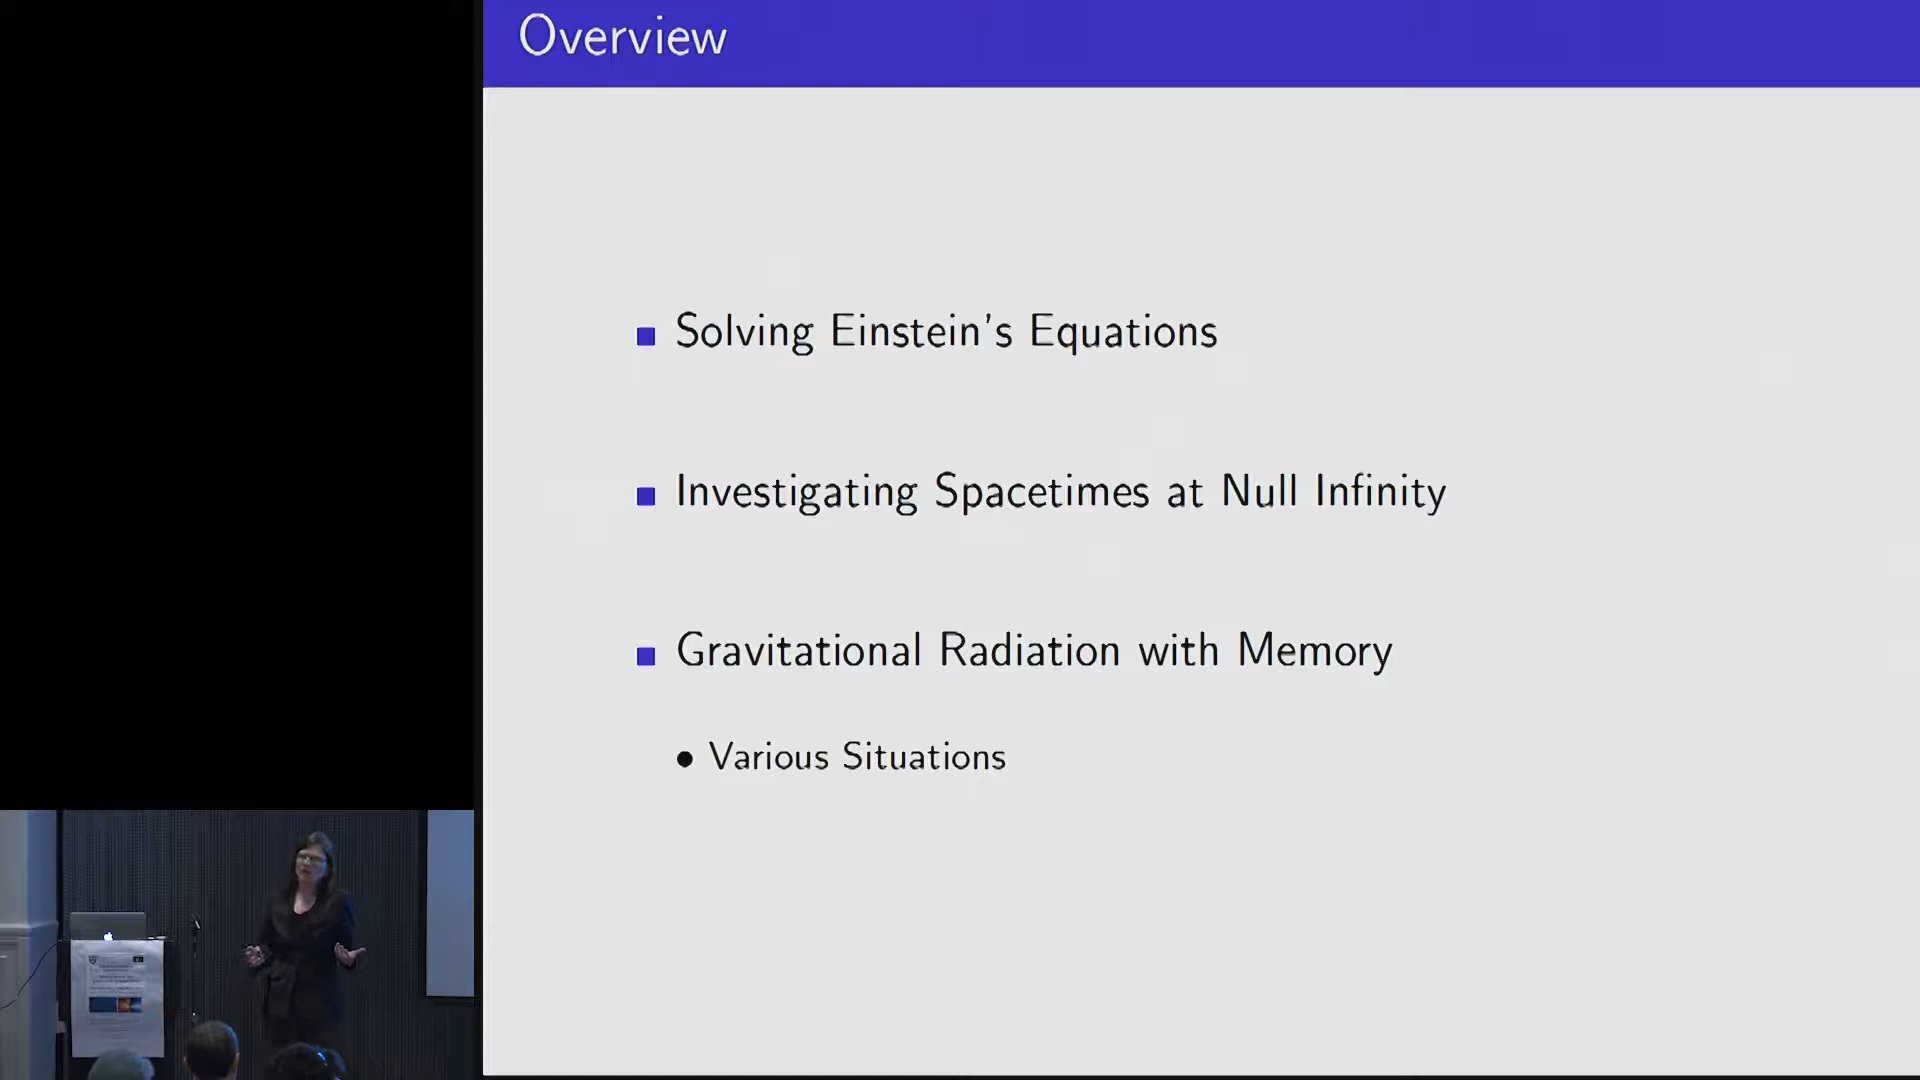 Overview
Solving Einstein's Equations
Investigating Spacetimes at Null Infinity
Gravitational Radiation with Memory
Various Situations